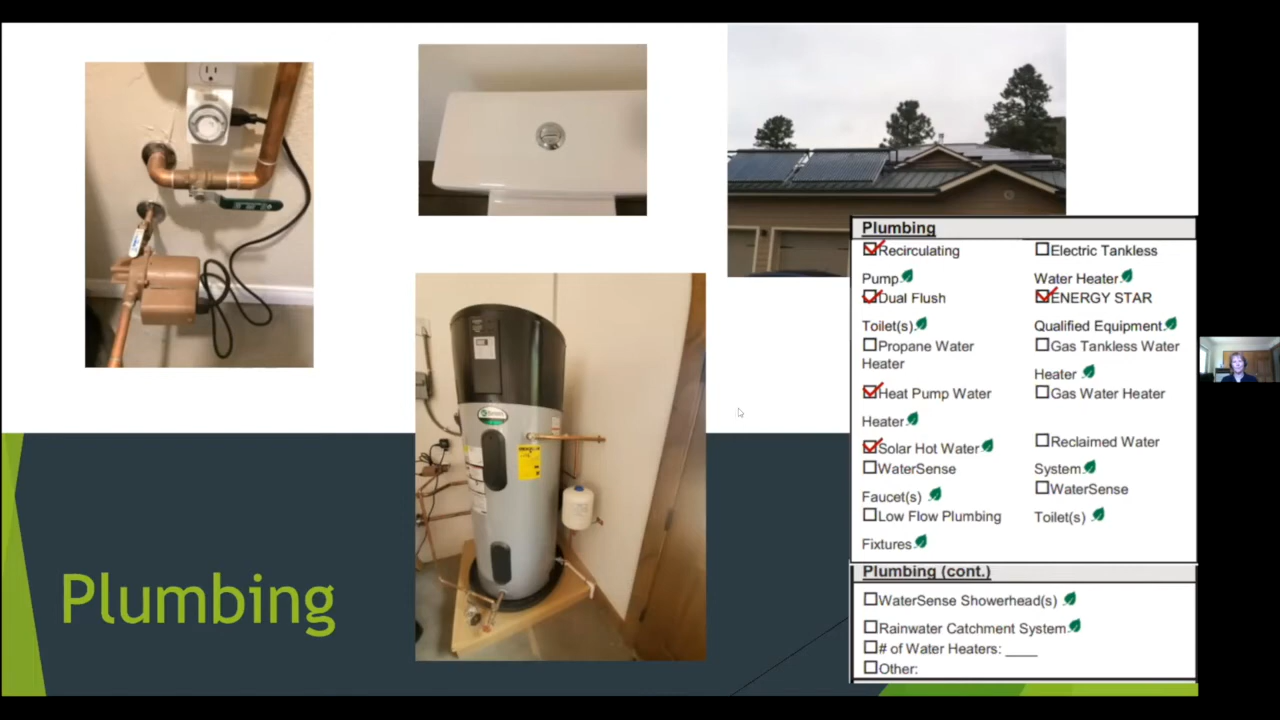 Plumbing
Recirculating
Pump
Dual Flush
Toilet(s)
Propane Water
Heater
Heat Pump Water
Heater
Solar Hot Water
WaterSense
Faucet(s)
Low Flow Plumbing
Fixtures
Electric Tankless
Water Heater
ENERGY STAR
Qualified Equipment
Gas Tankless Water
Heater
Gas Water Heater
Reclaimed Water
System
WaterSense
Toilet(s)
Plumbing (cont.)
WaterSense Showerhead(s)
Rainwater Catchment System
# of Water Heaters: ____
Other:
Plumbing